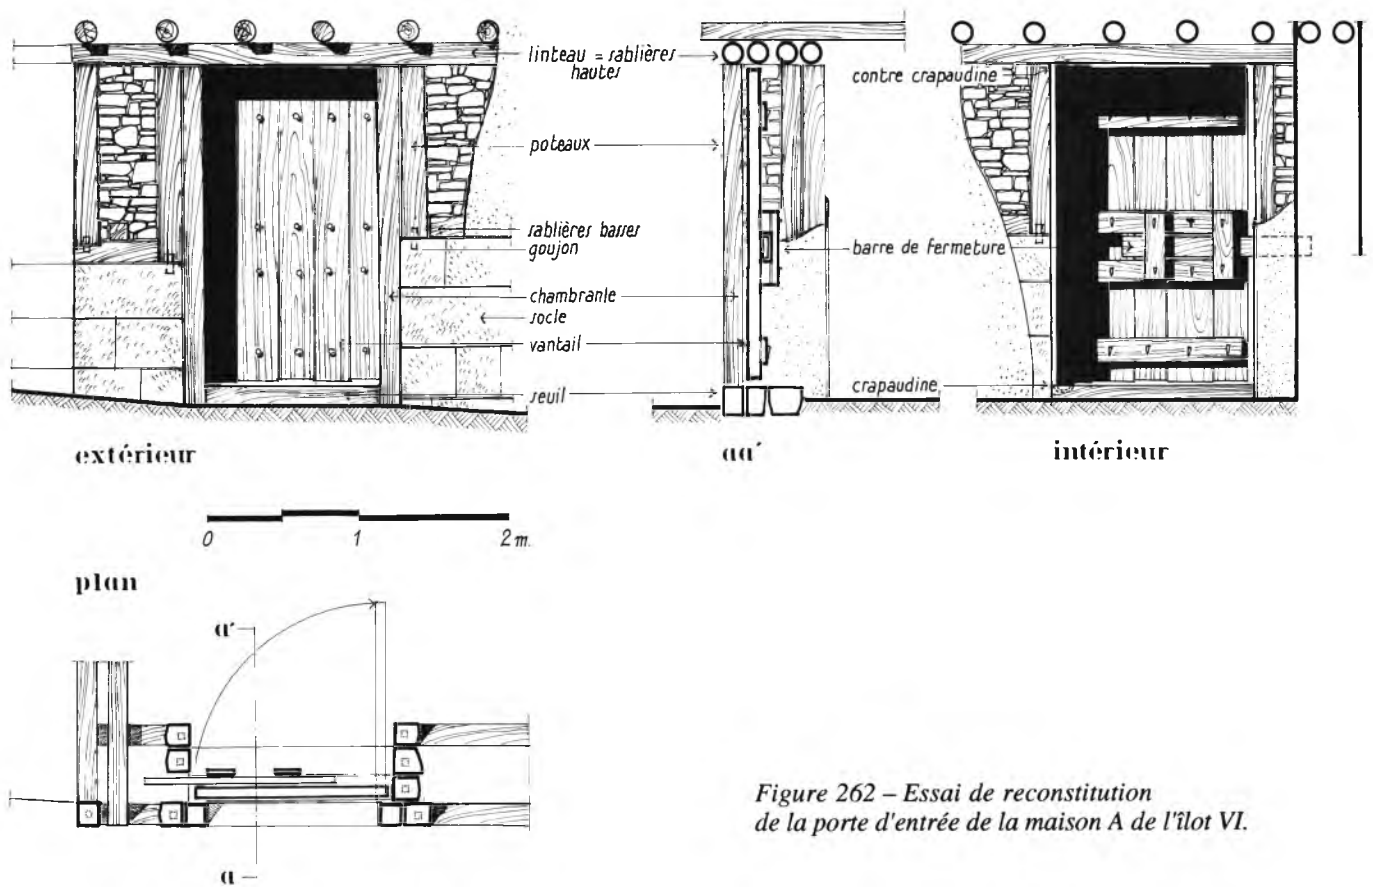 linteau = sablières
hautes
poteaux
sablières basses
goujon
chambranle
socle
vantail
seuil
contre crapaudine
barre de fermeture
crapaudine
extérieur
aa'
intérieur
0 1 2 m.
plan
a'
a
Figure 262 – Essai de reconstitution
de la porte d'entrée de la maison A de l'îlot VI.